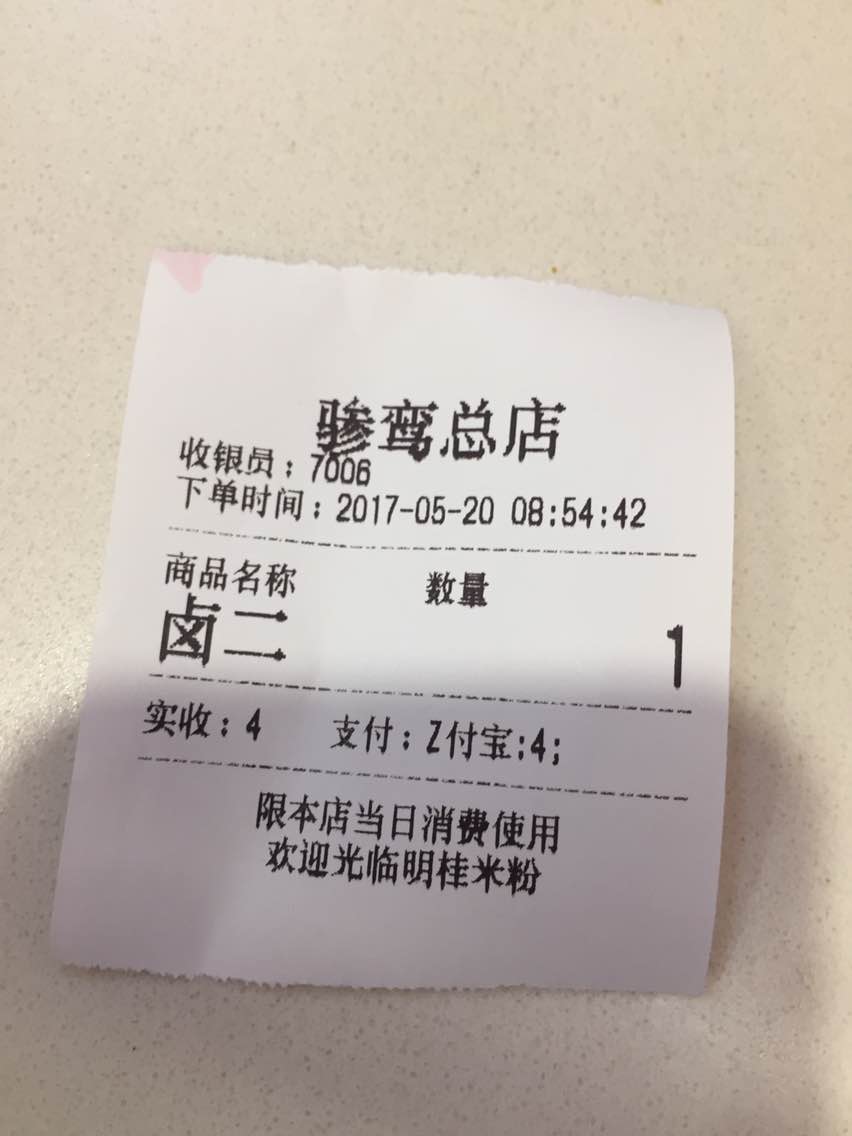 骖鸾总店
收银员：7006
下单时间：2017-05-20 08:54:42
商品名称 数量
卤二 1
实收：4 支付：Z付宝:4;
限本店当日消费使用
欢迎光临明桂米粉